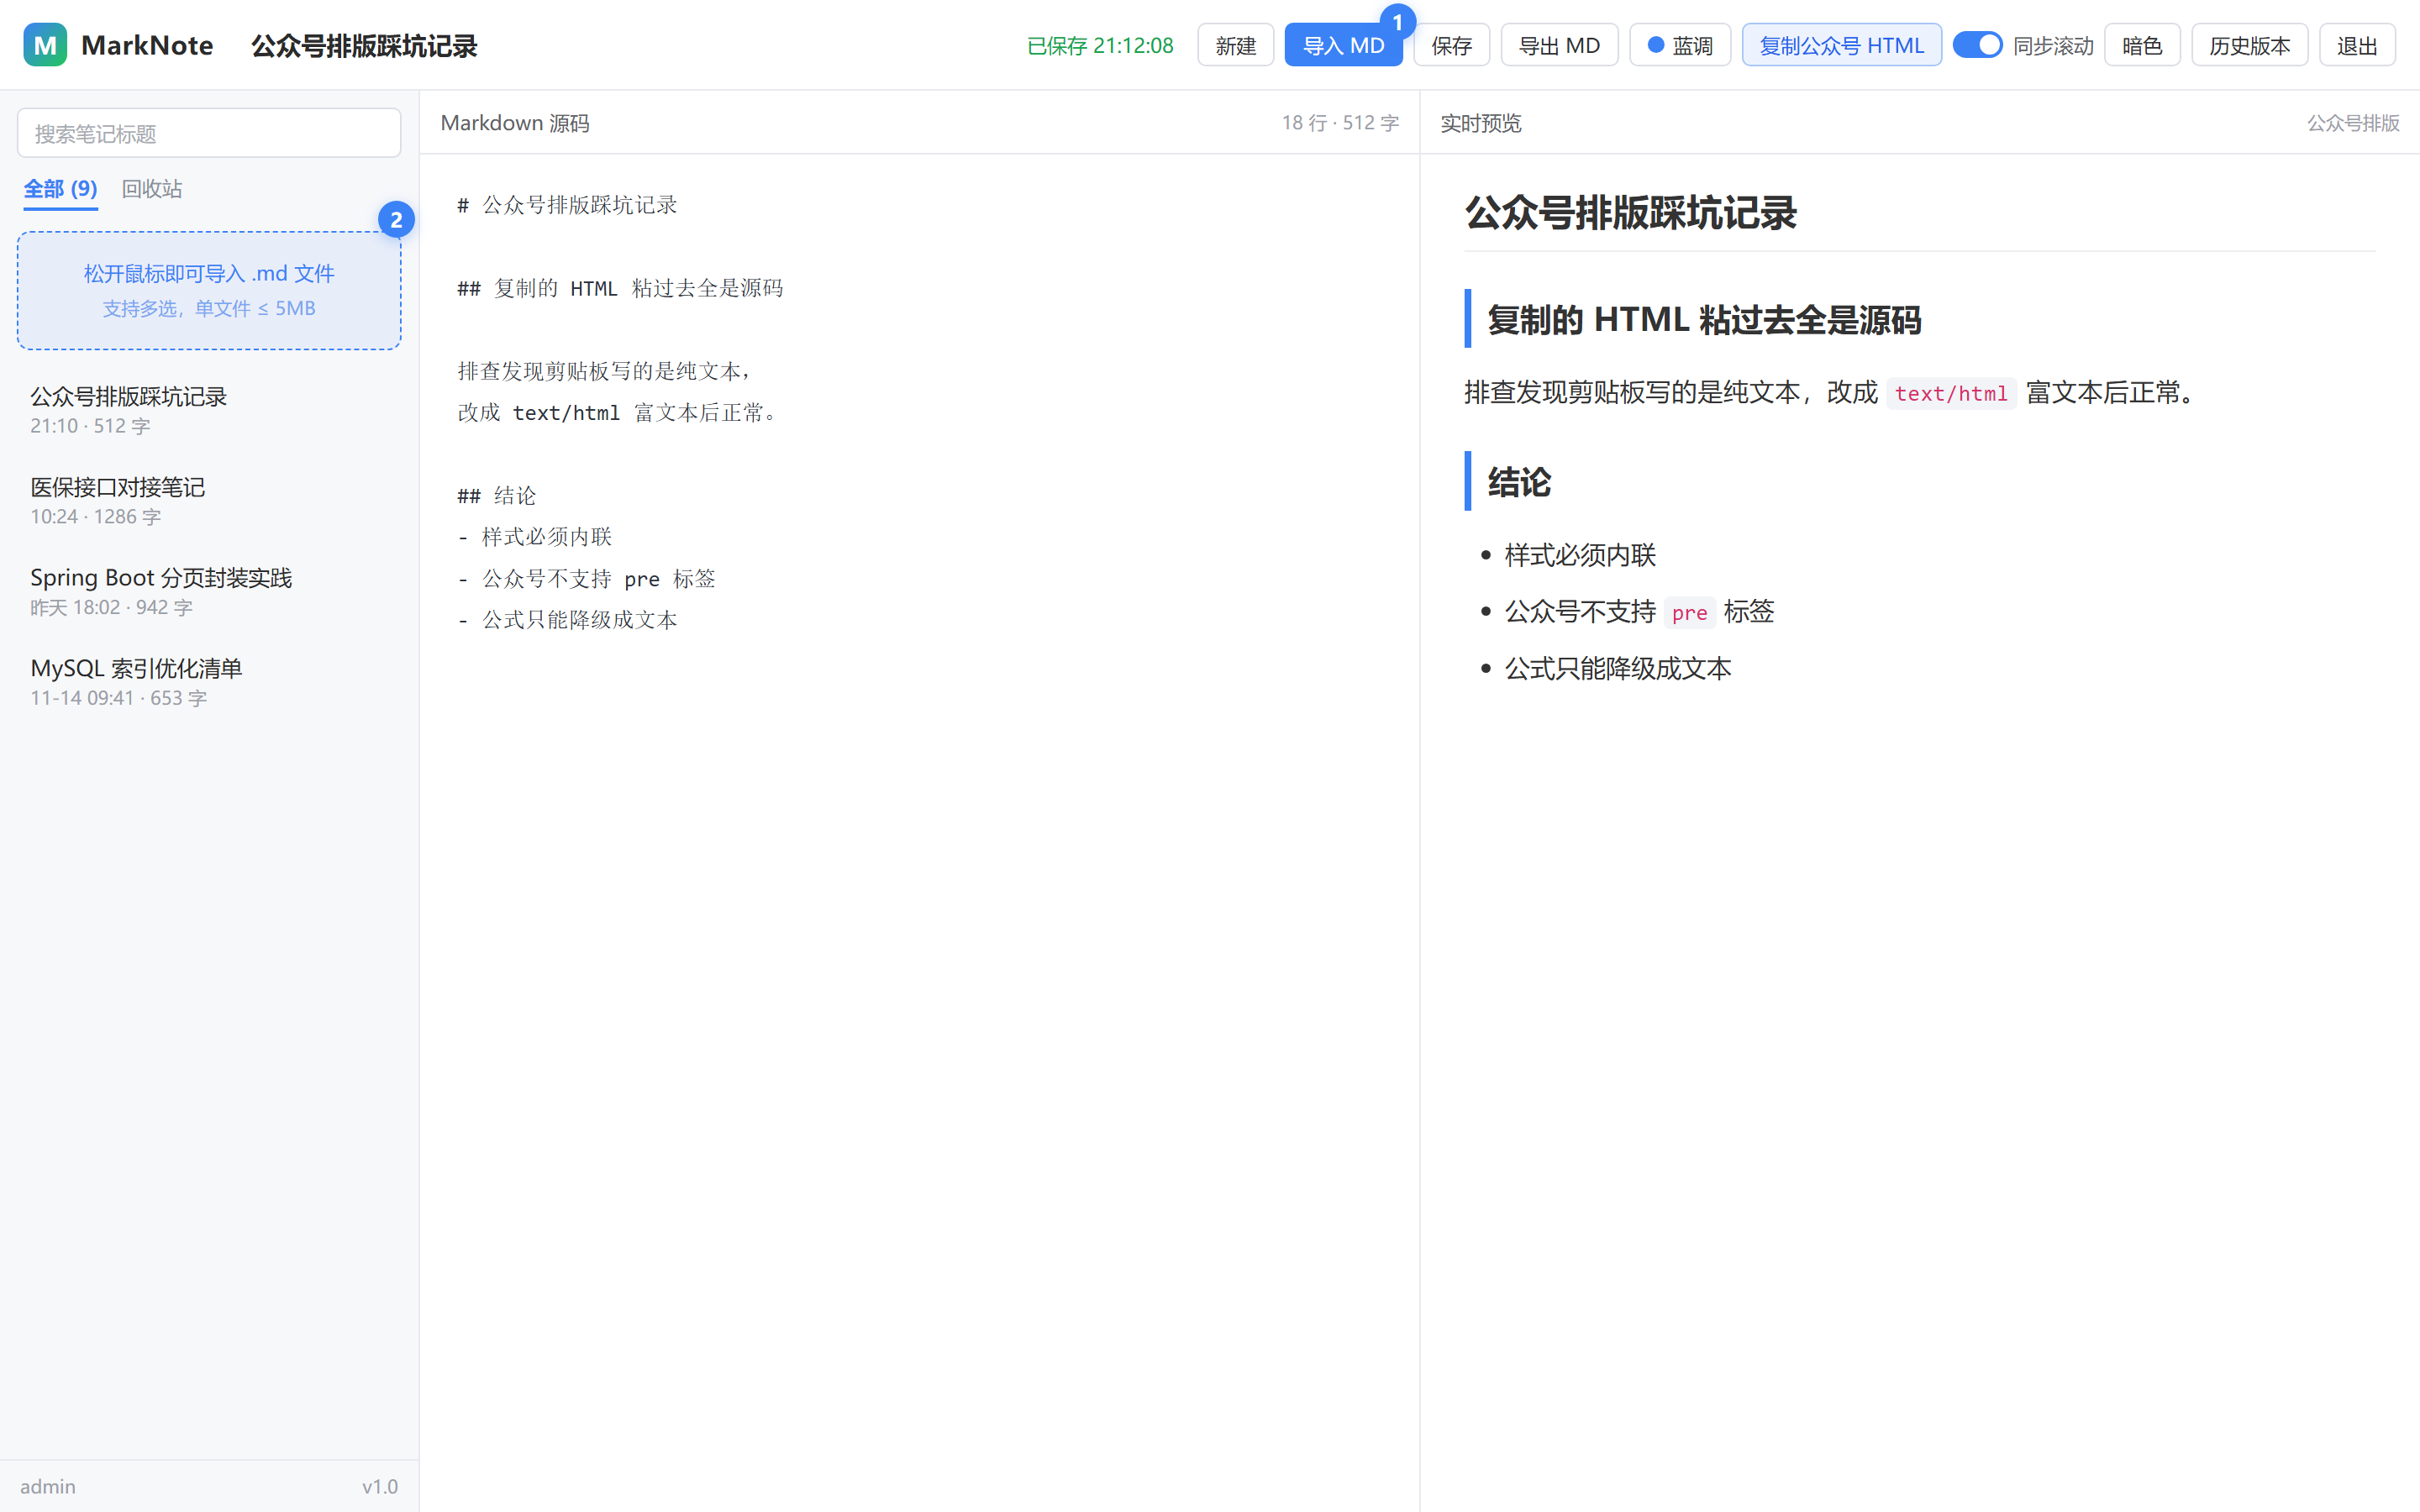 M MarkNote 公众号排版踩坑记录 已保存 21:12:08 新建 导入 MD 1 保存 导出 MD 蓝调 复制公众号 HTML 同步滚动 暗色 历史版本 退出
搜索笔记标题
全部 (9) 回收站
2
松开鼠标即可导入 .md 文件
支持多选，单文件 ≤ 5MB
公众号排版踩坑记录
21:10 · 512 字
医保接口对接笔记
10:24 · 1286 字
Spring Boot 分页封装实践
昨天 18:02 · 942 字
MySQL 索引优化清单
11-14 09:41 · 653 字
admin v1.0
Markdown 源码 18 行 · 512 字
# 公众号排版踩坑记录
## 复制的 HTML 粘过去全是源码
排查发现剪贴板写的是纯文本，
改成 text/html 富文本后正常。
## 结论
- 样式必须内联
- 公众号不支持 pre 标签
- 公式只能降级成文本
实时预览 公众号排版
公众号排版踩坑记录
复制的 HTML 粘过去全是源码
排查发现剪贴板写的是纯文本，改成 text/html 富文本后正常。
结论
• 样式必须内联
• 公众号不支持 pre 标签
• 公式只能降级成文本